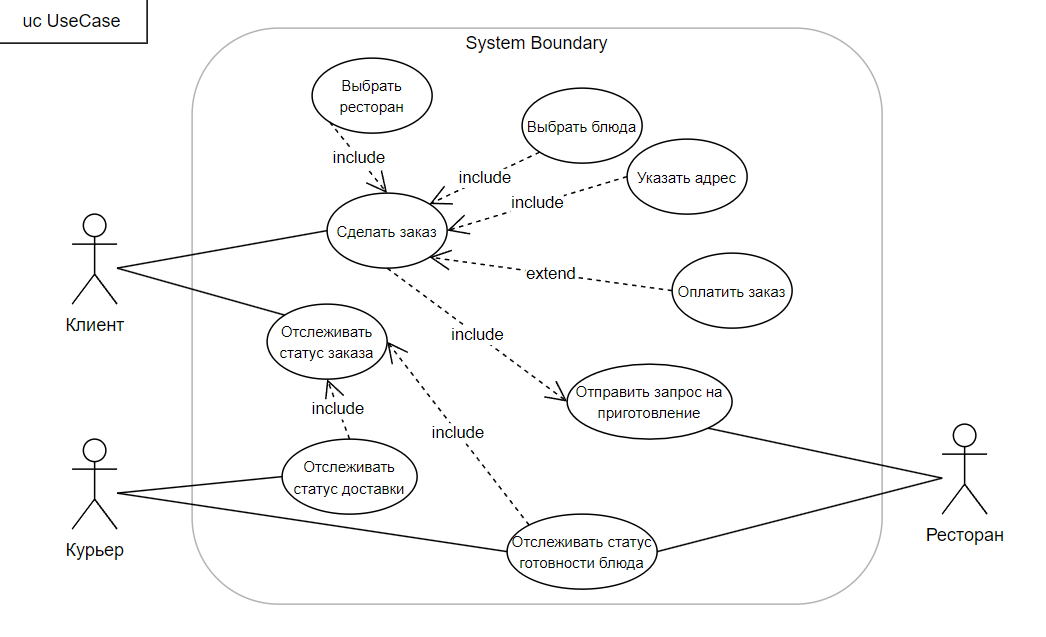 uc UseCase
System Boundary
Выбрать
ресторан
Выбрать блюда
include
include
Указать адрес
include
Сделать заказ
extend
Оплатить заказ
Клиент
Отслеживать
статус заказа
include
Отправить запрос на
приготовление
include
include
Отслеживать
статус доставки
Курьер
Ресторан
Отслеживать статус
готовности блюда